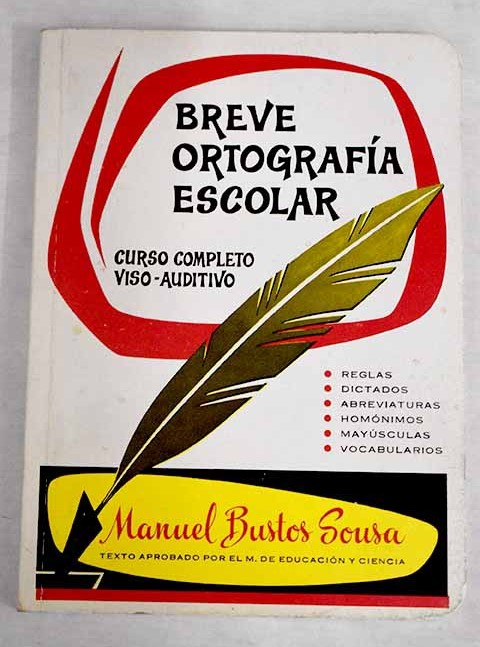 BREVE
ORTOGRAFÍA
ESCOLAR
CURSO COMPLETO
VISO-AUDITIVO
REGLAS
DICTADOS
ABREVIATURAS
HOMÓNIMOS
MAYÚSCULAS
VOCABULARIOS
Manuel Bustos Sousa
TEXTO APROBADO POR EL M. DE EDUCACIÓN Y CIENCIA